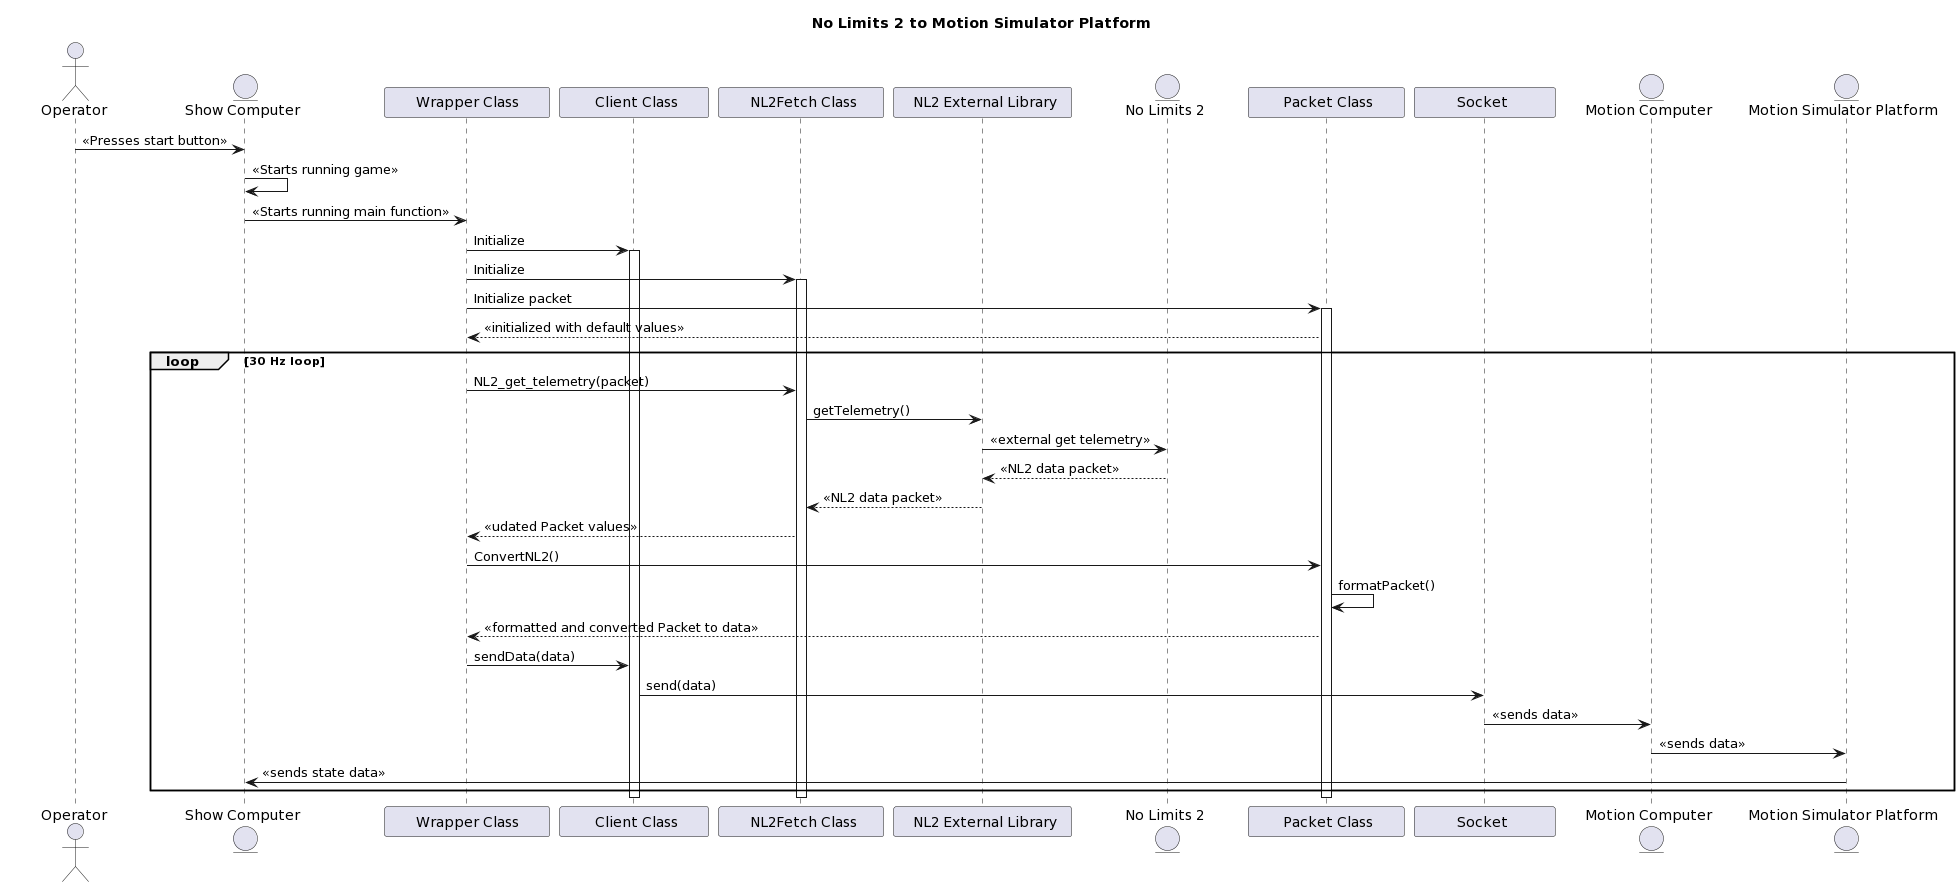 No Limits 2 to Motion Simulator Platform
Operator
Show Computer
Wrapper Class
Client Class
NL2Fetch Class
NL2 External Library
No Limits 2
Packet Class
Socket
Motion Computer
Motion Simulator Platform
«Presses start button»
«Starts running game»
«Starts running main function»
Initialize
Initialize
Initialize packet
«initialized with default values»
loop
[30 Hz loop]
NL2_get_telemetry(packet)
getTelemetry()
«external get telemetry»
«NL2 data packet»
«NL2 data packet»
«udated Packet values»
ConvertNL2()
formatPacket()
«formatted and converted Packet to data»
sendData(data)
send(data)
«sends data»
«sends data»
«sends state data»
Operator
Show Computer
Wrapper Class
Client Class
NL2Fetch Class
NL2 External Library
No Limits 2
Packet Class
Socket
Motion Computer
Motion Simulator Platform